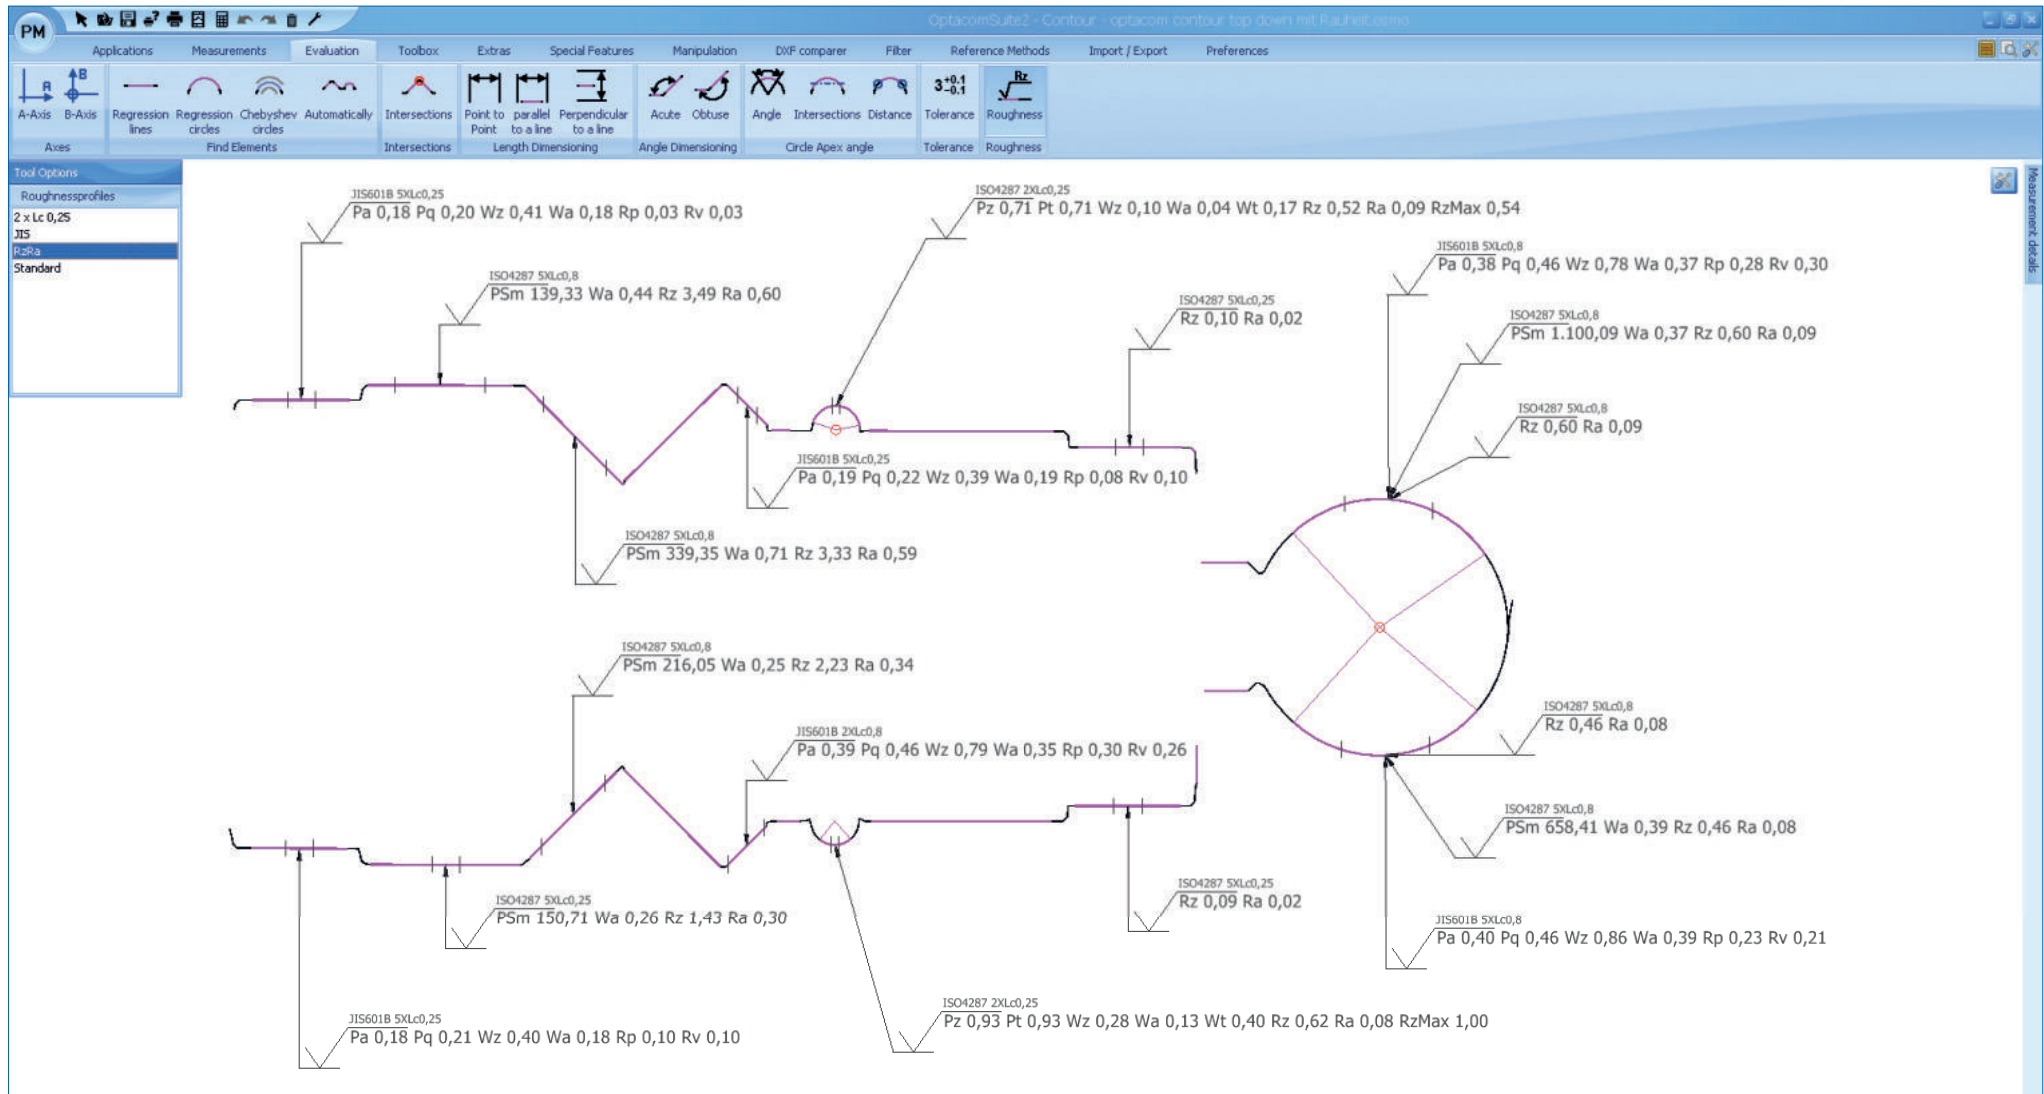 PM
OptacomSuite2 - Contour - optacom contour top down mit Rauheit.osmo
Applications Measurements Evaluation Toolbox Extras Special Features Manipulation DXF comparer Filter Reference Methods Import / Export Preferences
A
B
3 +0.1 -0.1
Rz
A-Axis B-Axis Regression lines Regression circles Chebyshev circles Automatically Intersections Point to Point parallel to a line Perpendicular to a line Acute Obtuse Angle Intersections Distance Tolerance Roughness
Axes Find Elements Intersections Length Dimensioning Angle Dimensioning Circle Apex angle Tolerance Roughness
Tool Options
Roughnessprofiles
2 x Lc 0,25
JIS
RzRa
Standard
Measurement details
JIS601B 5XLc0,25
Pa 0,18 Pq 0,20 Wz 0,41 Wa 0,18 Rp 0,03 Rv 0,03
ISO4287 2XLc0,25
Pz 0,71 Pt 0,71 Wz 0,10 Wa 0,04 Wt 0,17 Rz 0,52 Ra 0,09 RzMax 0,54
JIS601B 5XLc0,8
Pa 0,38 Pq 0,46 Wz 0,78 Wa 0,37 Rp 0,28 Rv 0,30
ISO4287 5XLc0,8
PSm 139,33 Wa 0,44 Rz 3,49 Ra 0,60
ISO4287 5XLc0,25
Rz 0,10 Ra 0,02
ISO4287 5XLc0,8
PSm 1.100,09 Wa 0,37 Rz 0,60 Ra 0,09
ISO4287 5XLc0,8
Rz 0,60 Ra 0,09
JIS601B 5XLc0,25
Pa 0,19 Pq 0,22 Wz 0,39 Wa 0,19 Rp 0,08 Rv 0,10
ISO4287 5XLc0,8
PSm 339,35 Wa 0,71 Rz 3,33 Ra 0,59
ISO4287 5XLc0,8
PSm 216,05 Wa 0,25 Rz 2,23 Ra 0,34
ISO4287 5XLc0,8
Rz 0,46 Ra 0,08
JIS601B 2XLc0,8
Pa 0,39 Pq 0,46 Wz 0,79 Wa 0,35 Rp 0,30 Rv 0,26
ISO4287 5XLc0,8
PSm 658,41 Wa 0,39 Rz 0,46 Ra 0,08
ISO4287 5XLc0,25
PSm 150,71 Wa 0,26 Rz 1,43 Ra 0,30
ISO4287 5XLc0,25
Rz 0,09 Ra 0,02
JIS601B 5XLc0,8
Pa 0,40 Pq 0,46 Wz 0,86 Wa 0,39 Rp 0,23 Rv 0,21
ISO4287 2XLc0,25
Pz 0,93 Pt 0,93 Wz 0,28 Wa 0,13 Wt 0,40 Rz 0,62 Ra 0,08 RzMax 1,00
JIS601B 5XLc0,25
Pa 0,18 Pq 0,21 Wz 0,40 Wa 0,18 Rp 0,10 Rv 0,10